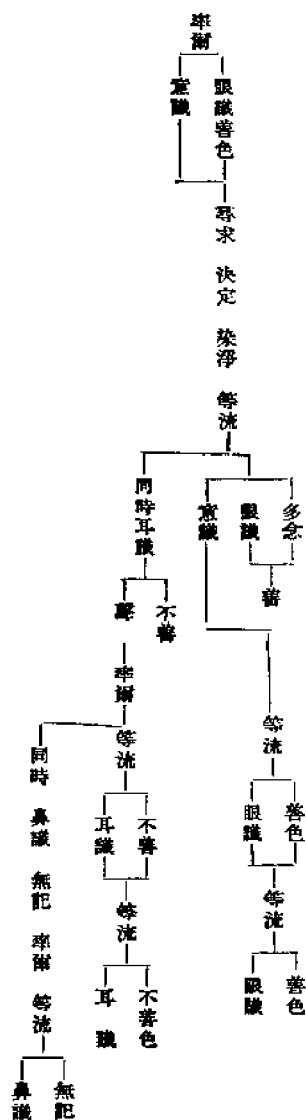 率爾
眼識善色
意識
尋求 決定 染淨 等流
多念
眼識
善
意識
等流
善色
眼識
等流
善色
眼識
同時耳識
不善
聲
率爾 等流
不善
耳識
等流
不善色
耳識
同時 鼻識 無記 率爾 等流
無記
鼻識